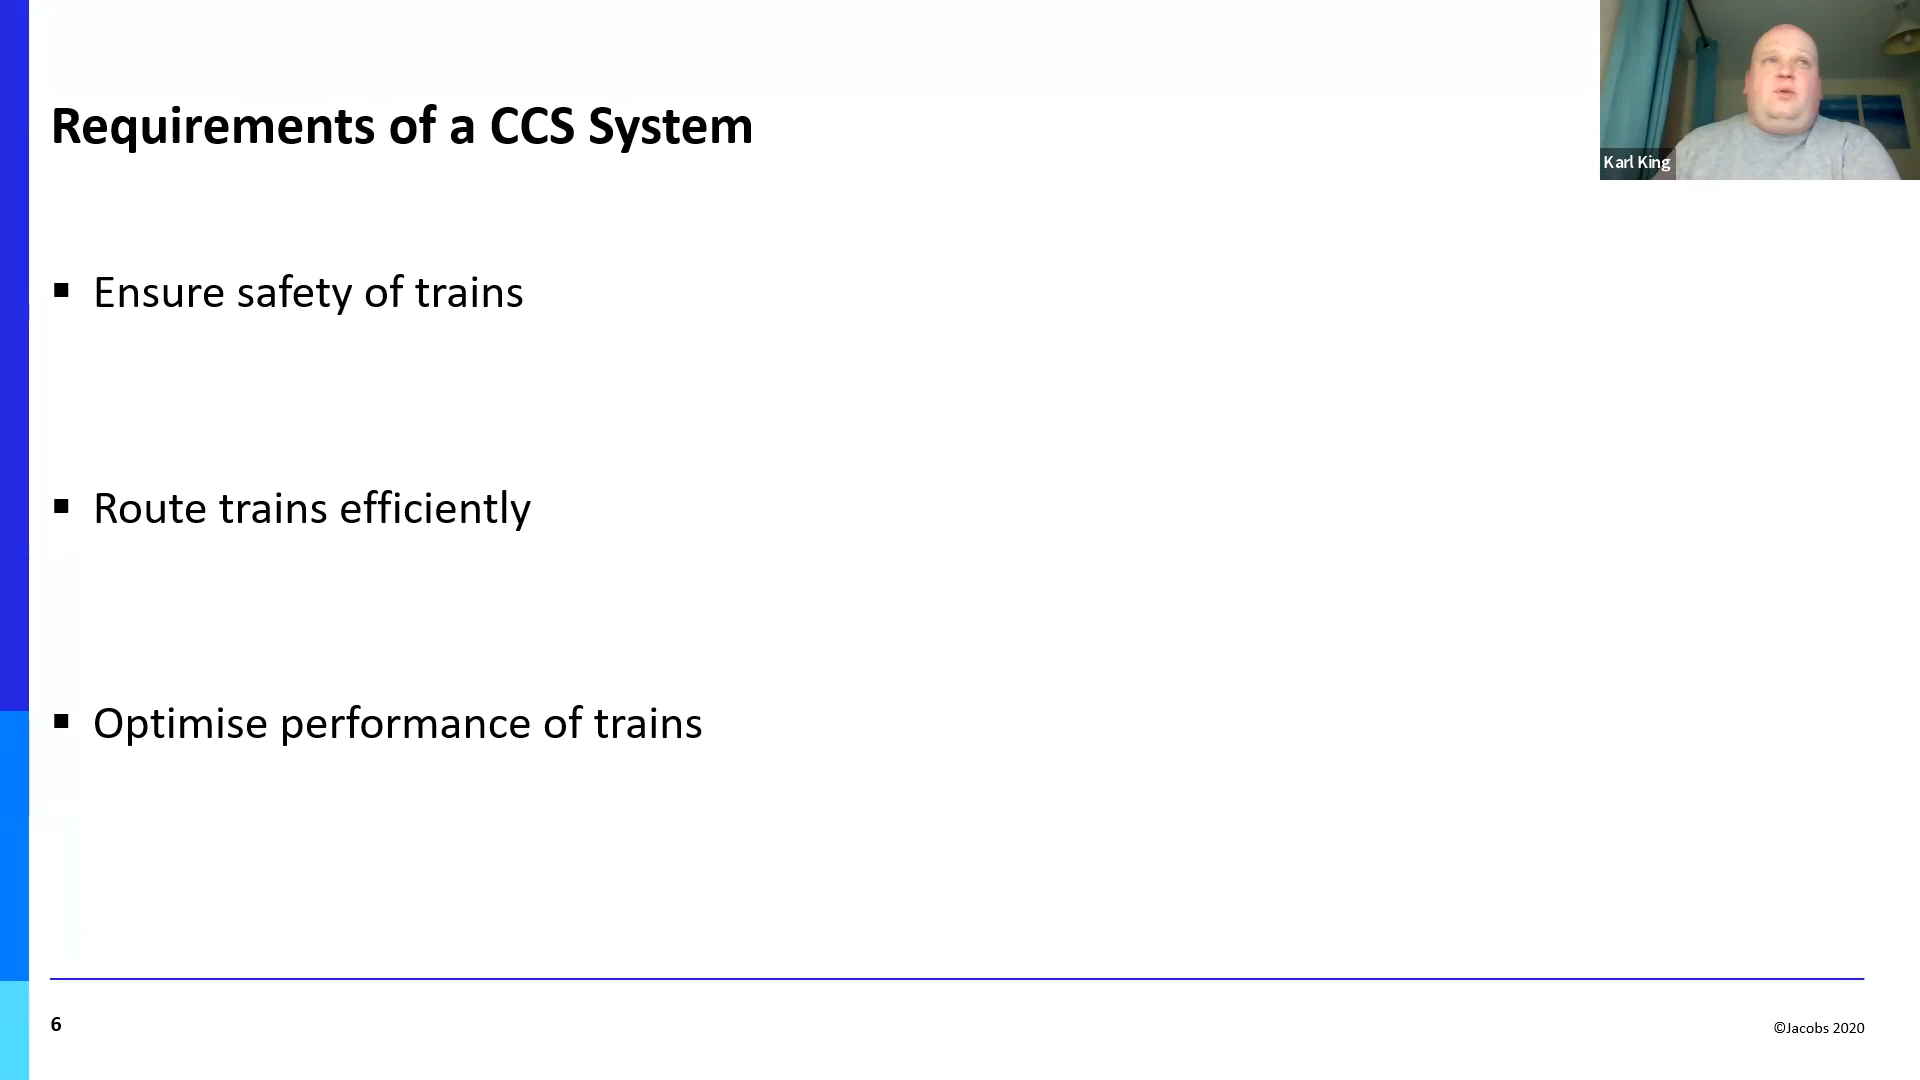 Requirements of a CCS System
Karl King
▪ Ensure safety of trains
▪ Route trains efficiently
▪ Optimise performance of trains
6
©Jacobs 2020